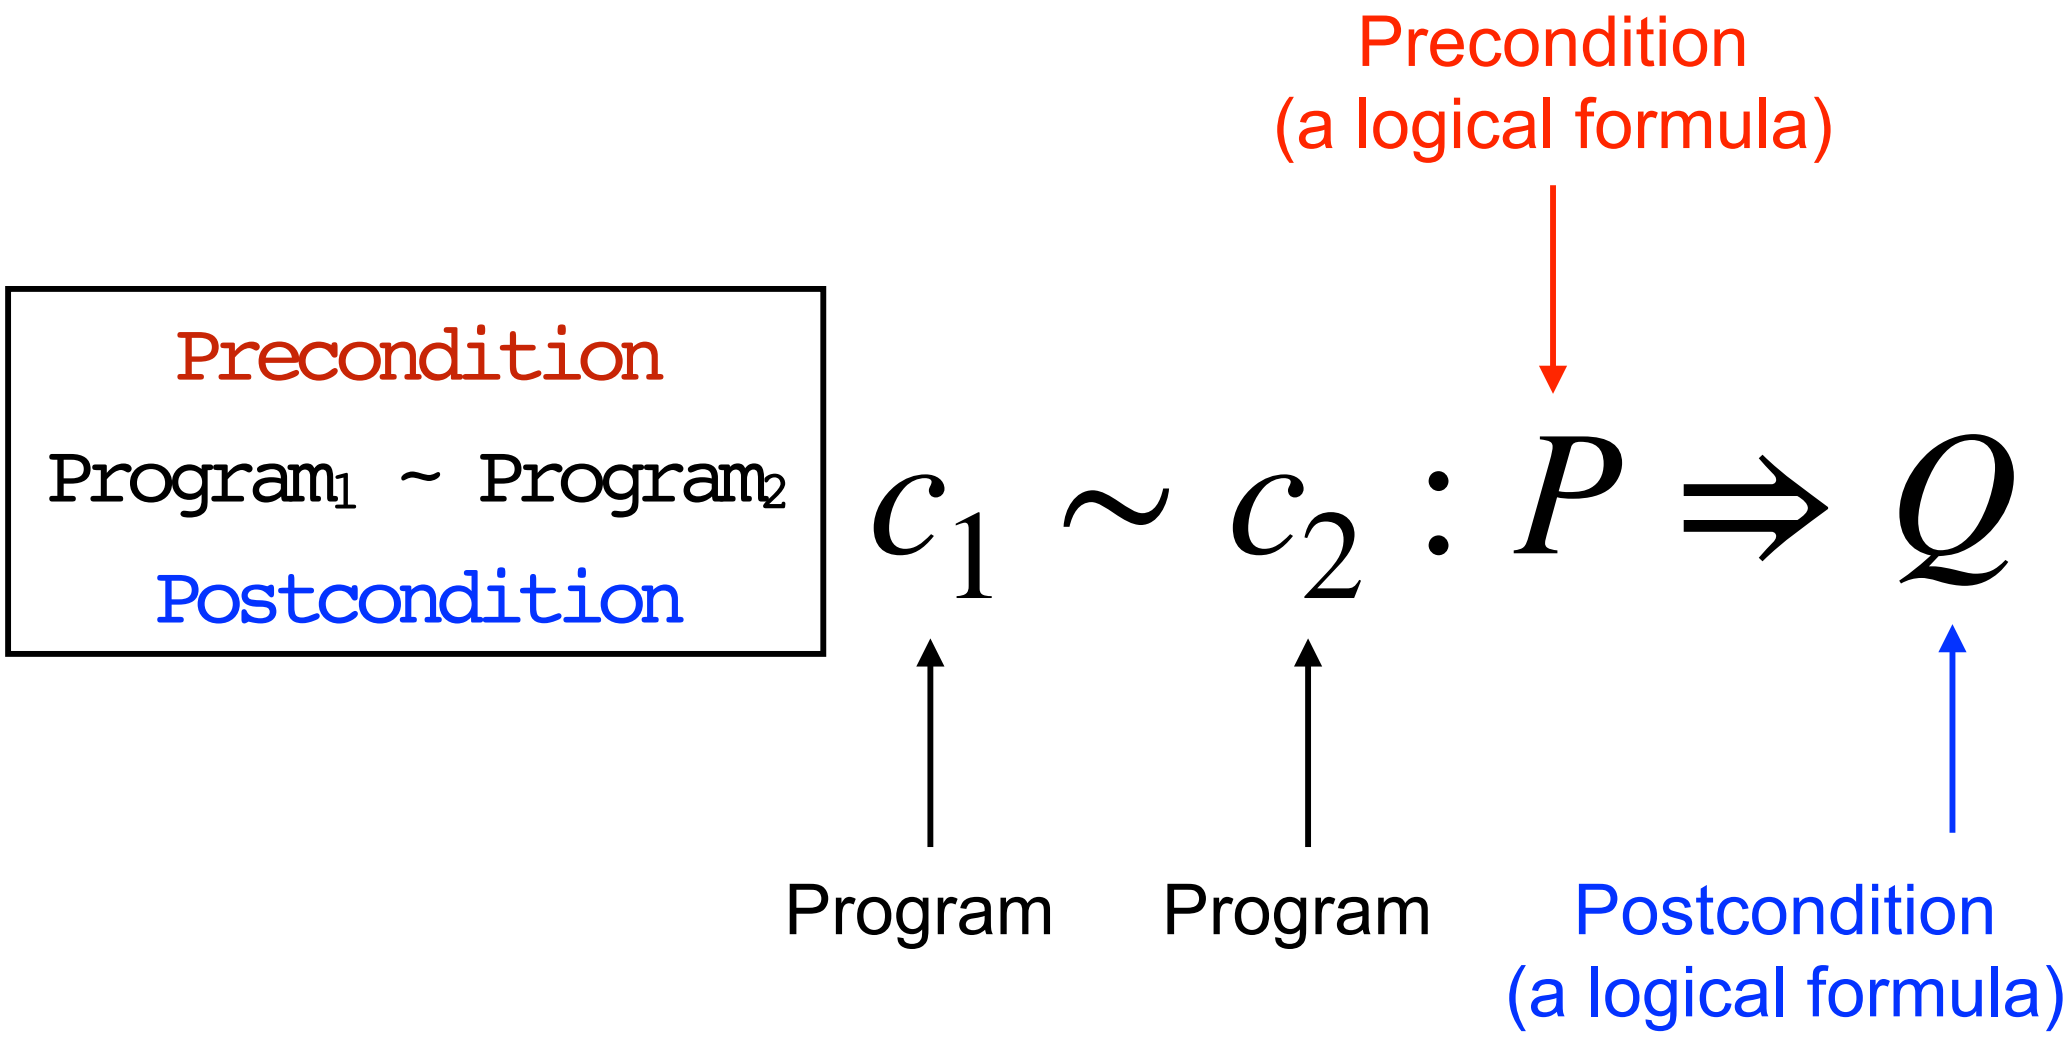 Precondition
(a logical formula)
Precondition
Program₁ ~ Program₂
Postcondition
c₁ ∼ c₂ : P ⇒ Q
Program Program Postcondition
(a logical formula)